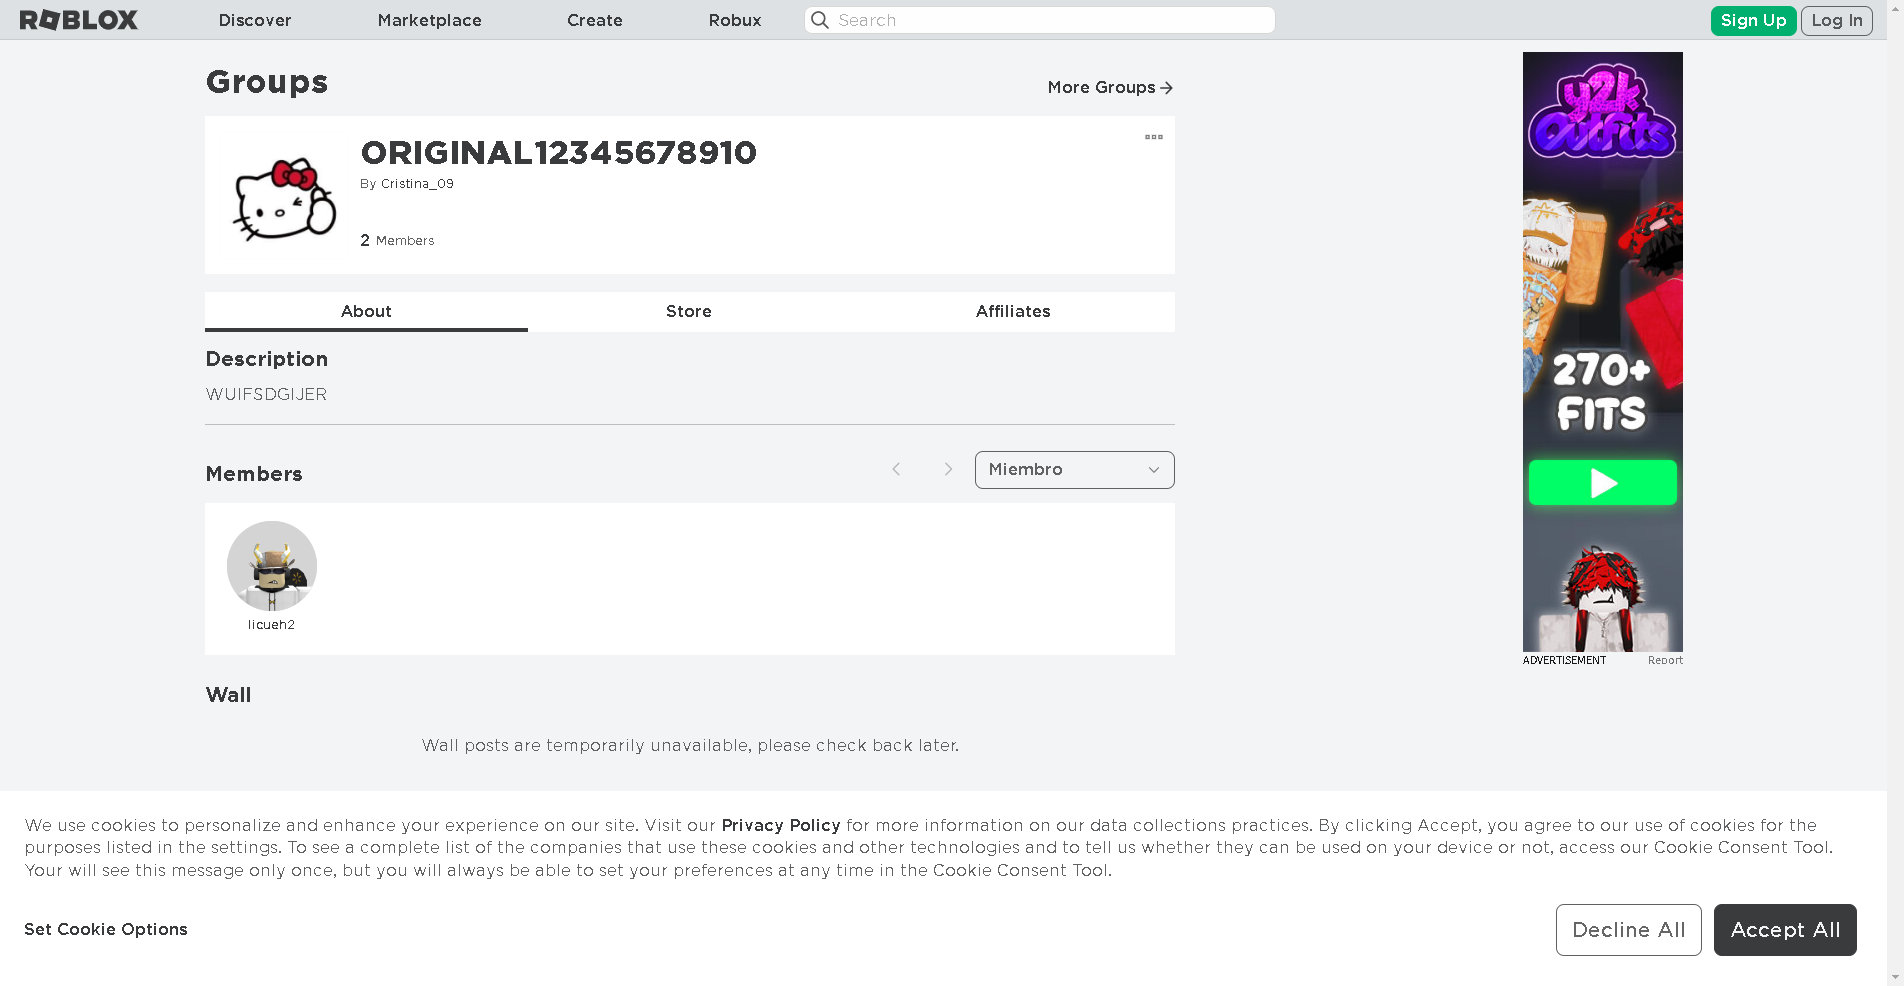 ROBLOX Discover Marketplace Create Robux Search Sign Up Log In
Groups
More Groups
ORIGINAL12345678910
By Cristina_09
2 Members
About Store Affiliates
Description
WUIFSDGIJER
Members
Miembro
licueh2
Wall
Wall posts are temporarily unavailable, please check back later.
y2k
Outfits
270+
FITS
ADVERTISEMENT Report
We use cookies to personalize and enhance your experience on our site. Visit our Privacy Policy for more information on our data collections practices. By clicking Accept, you agree to our use of cookies for the
purposes listed in the settings. To see a complete list of the companies that use these cookies and other technologies and to tell us whether they can be used on your device or not, access our Cookie Consent Tool.
Your will see this message only once, but you will always be able to set your preferences at any time in the Cookie Consent Tool.
Set Cookie Options
Decline All Accept All